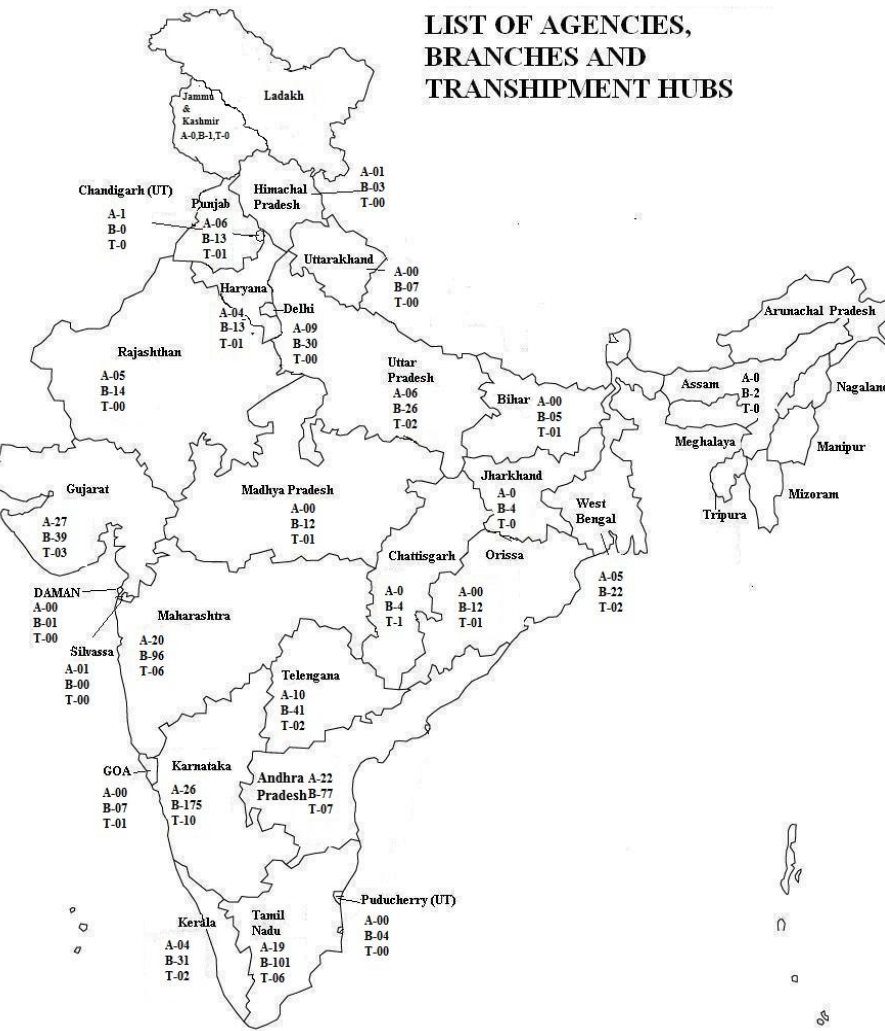 LIST OF AGENCIES,
BRANCHES AND
TRANSHIPMENT HUBS
Jammu
&
Kashmir
A-0,B-1,T-0
Ladakh
Chandigarh (UT)
A-1
B-0
T-0
Punjab
A-06
B-13
T-01
Himachal
Pradesh
A-01
B-03
T-00
Uttarakhand
A-00
B-07
T-00
Haryana
A-04
B-13
T-01
Delhi
A-09
B-30
T-00
Rajashthan
A-05
B-14
T-00
Uttar
Pradesh
A-06
B-26
T-02
Bihar
A-00
B-05
T-01
Arunachal Pradesh
Assam
A-0
B-2
T-0
Nagaland
Meghalaya
Manipur
Mizoram
Tripura
Gujarat
A-27
B-39
T-03
Madhya Pradesh
A-00
B-12
T-01
Jharkhand
A-0
B-4
T-0
West
Bengal
A-05
B-22
T-02
Chattisgarh
A-0
B-4
T-1
Orissa
A-00
B-12
T-01
DAMAN
A-00
B-01
T-00
Silvassa
A-01
B-00
T-00
Maharashtra
A-20
B-96
T-06
Telengana
A-10
B-41
T-02
GOA
A-00
B-07
T-01
Karnataka
A-26
B-175
T-10
Andhra
Pradesh
A-22
B-77
T-07
Kerala
A-04
B-31
T-02
Tamil
Nadu
A-19
B-101
T-06
Puducherry (UT)
A-00
B-04
T-00